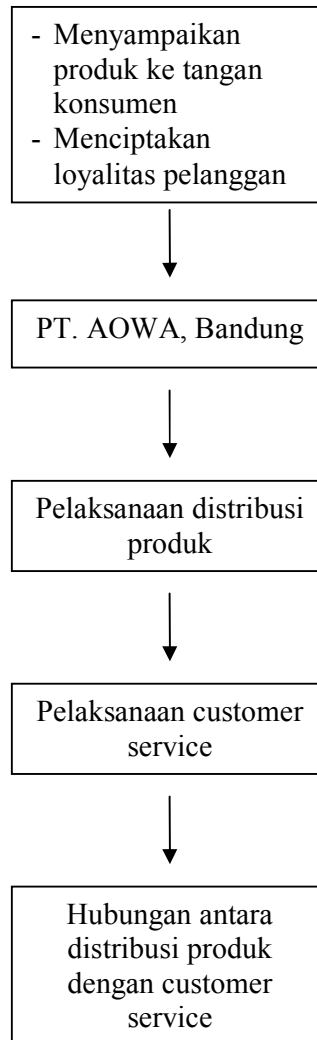 - Menyampaikan
produk ke tangan
konsumen
- Menciptakan
loyalitas pelanggan
PT. AOWA, Bandung
Pelaksanaan distribusi
produk
Pelaksanaan customer
service
Hubungan antara
distribusi produk
dengan customer
service